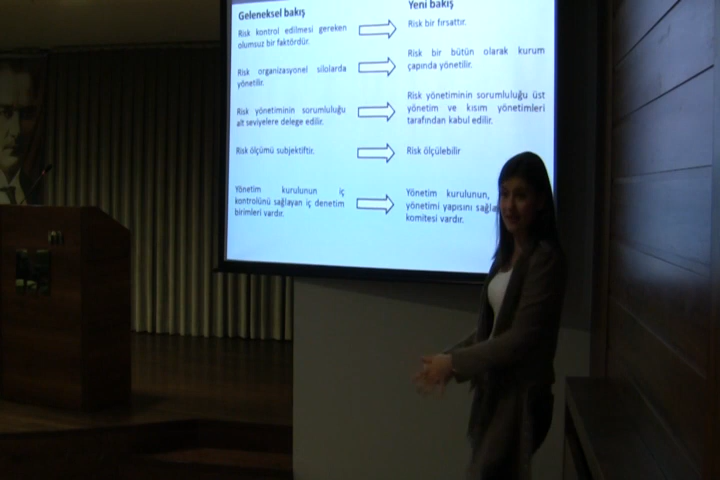 Geleneksel bakış
Yeni bakış
Risk kontrol edilmesi gereken
olumsuz bir faktördür.
Risk bir fırsattır.
Risk organizasyonel silolarda
yönetilir.
Risk bir bütün olarak kurum
çapında yönetilir.
Risk yönetiminin sorumluluğu
alt seviyelere delege edilir.
Risk yönetiminin sorumluluğu üst
yönetim ve kısım yönetimleri
tarafından kabul edilir.
Risk ölçümü subjektiftir.
Risk ölçülebilir
Yönetim kurulunun iç
kontrolünü sağlayan iç denetim
birimleri vardır.
Yönetim kurulunun,
yönetimi yapısını
komitesi vardır.